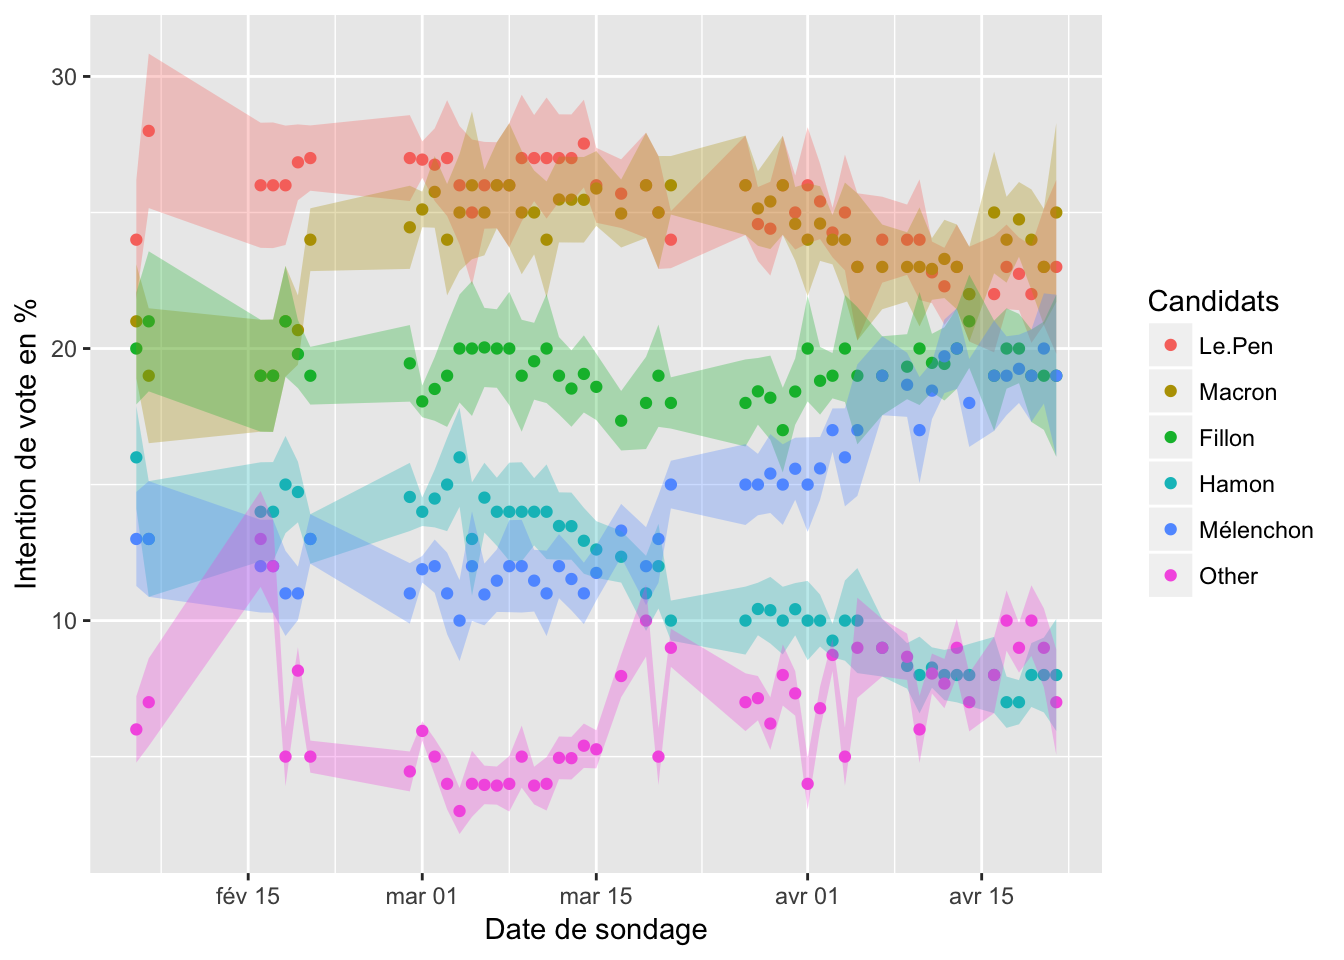 30
20
10
Intention de vote en %
fév 15
mar 01
mar 15
avr 01
avr 15
Date de sondage
Candidats
Le.Pen
Macron
Fillon
Hamon
Mélenchon
Other